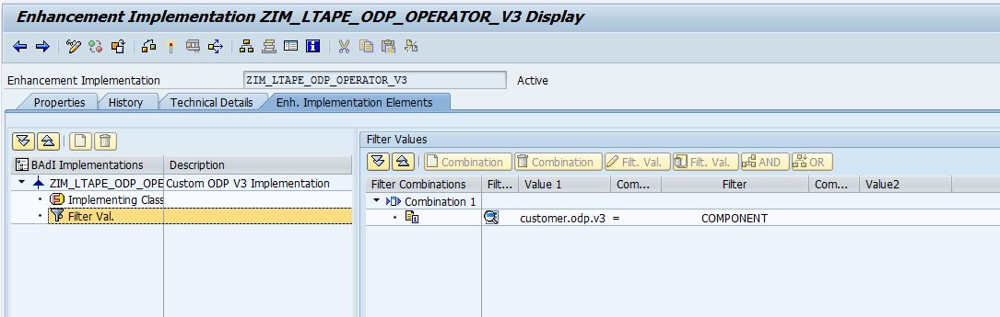 Enhancement Implementation ZIM_LTAPE_ODP_OPERATOR_V3 Display
Enhancement Implementation ZIM_LTAPE_ODP_OPERATOR_V3 Active
Properties History Technical Details Enh. Implementation Elements
BAdI Implementations Description
ZIM_LTAPE_ODP_OPE Custom ODP V3 Implementation
Implementing Class
Filter Val.
Filter Values
Combination Combination Filt. Val. Filt. Val. AND OR
Filter Combinations Filt... Value 1 Com... Filter Com... Value2
Combination 1
customer.odp.v3 = COMPONENT